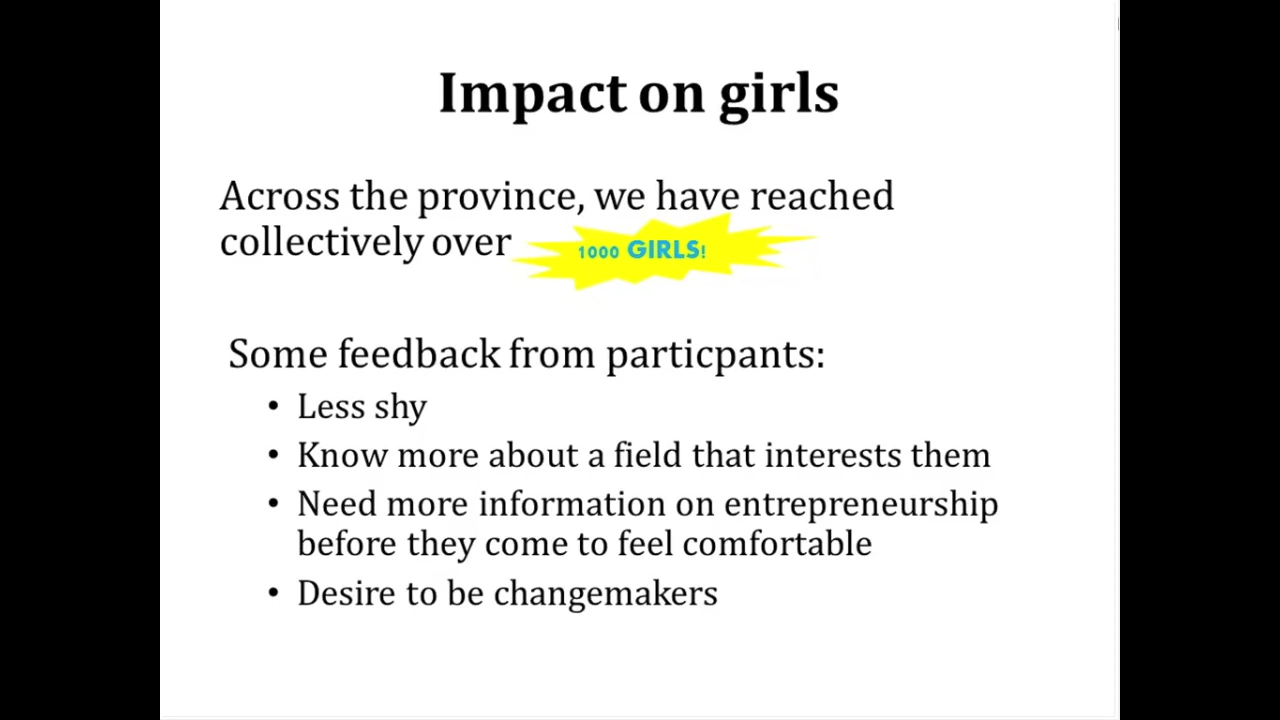 Impact on girls
Across the province, we have reached
collectively over 1000 GIRLS!
Some feedback from particpants:
• Less shy
• Know more about a field that interests them
• Need more information on entrepreneurship
before they come to feel comfortable
• Desire to be changemakers